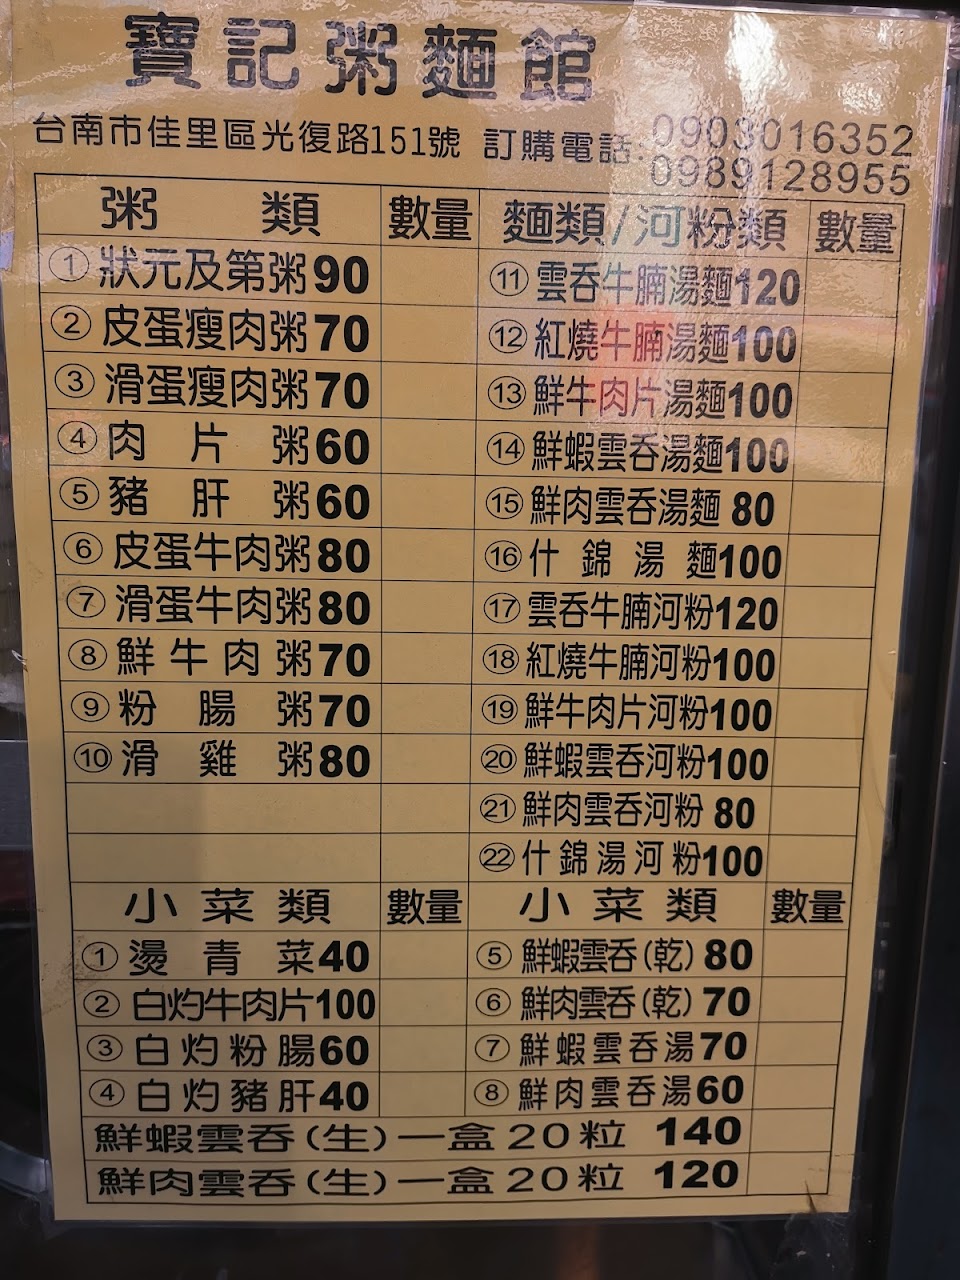 寶記粥麵館
台南市佳里區光復路151號 訂購電話:0903016352
0989128955
粥類 數量 麵類/河粉類 數量
①狀元及第粥90 ⑪雲吞牛腩湯麵120
②皮蛋瘦肉粥70 ⑫紅燒牛腩湯麵100
③滑蛋瘦肉粥70 ⑬鮮牛肉片湯麵100
④肉片粥60 ⑭鮮蝦雲吞湯麵100
⑤豬肝粥60 ⑮鮮肉雲吞湯麵80
⑥皮蛋牛肉粥80 ⑯什錦湯麵100
⑦滑蛋牛肉粥80 ⑰雲吞牛腩河粉120
⑧鮮牛肉粥70 ⑱紅燒牛腩河粉100
⑨粉腸粥70 ⑲鮮牛肉片河粉100
⑩滑雞粥80 ⑳鮮蝦雲吞河粉100
㉑鮮肉雲吞河粉80
㉒什錦湯河粉100
小菜類 數量 小菜類 數量
①燙青菜40 ⑤鮮蝦雲吞(乾)80
②白灼牛肉片100 ⑥鮮肉雲吞(乾)70
③白灼粉腸60 ⑦鮮蝦雲吞湯70
④白灼豬肝40 ⑧鮮肉雲吞湯60
鮮蝦雲吞(生)一盒20粒 140
鮮肉雲吞(生)一盒20粒 120